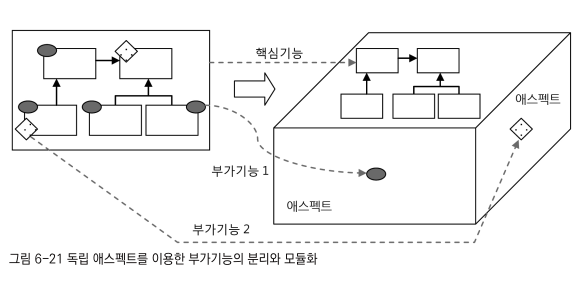 핵심기능
애스펙트
부가기능 1
애스펙트
부가기능 2
그림 6-21 독립 애스펙트를 이용한 부가기능의 분리와 모듈화